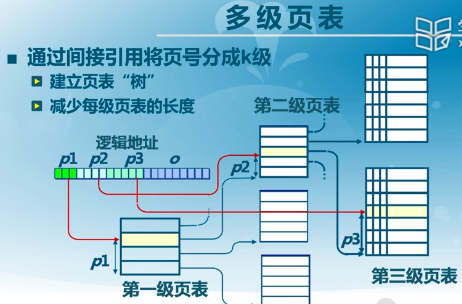 多级页表
通过间接引用将页号分成k级
建立页表“树”
减少每级页表的长度
第二级页表
逻辑地址
p1 p2 p3 o
p2
p1
p3
第一级页表
第三级页表